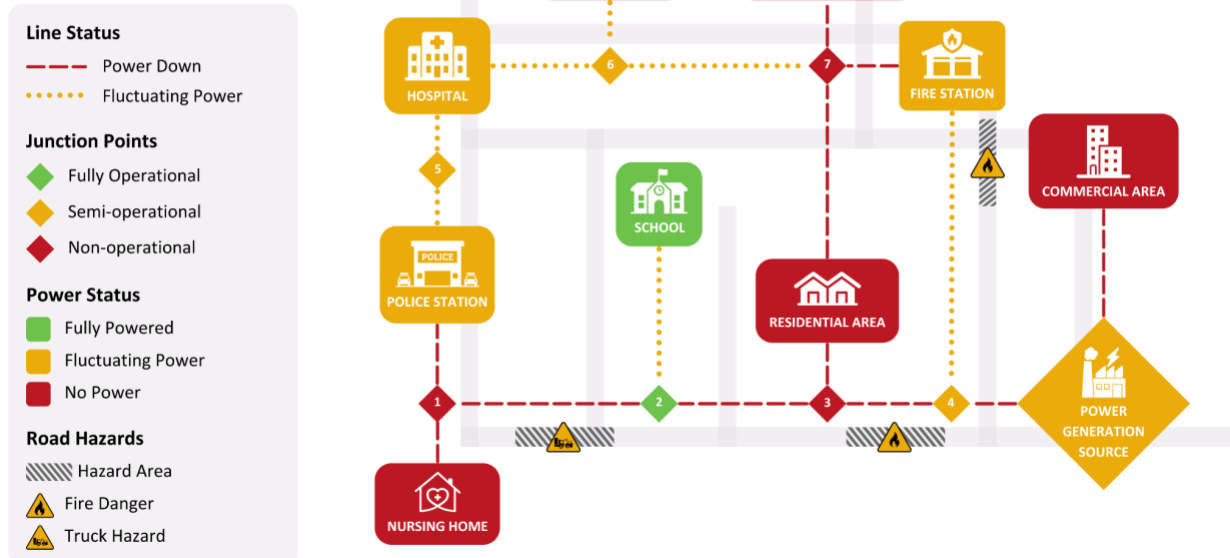 Line Status
Power Down
Fluctuating Power
Junction Points
Fully Operational
Semi-operational
Non-operational
Power Status
Fully Powered
Fluctuating Power
No Power
Road Hazards
Hazard Area
Fire Danger
Truck Hazard
6
7
HOSPITAL
FIRE STATION
5
COMMERCIAL AREA
SCHOOL
POLICE
POLICE STATION
RESIDENTIAL AREA
1
2
3
4
POWER
GENERATION
SOURCE
NURSING HOME